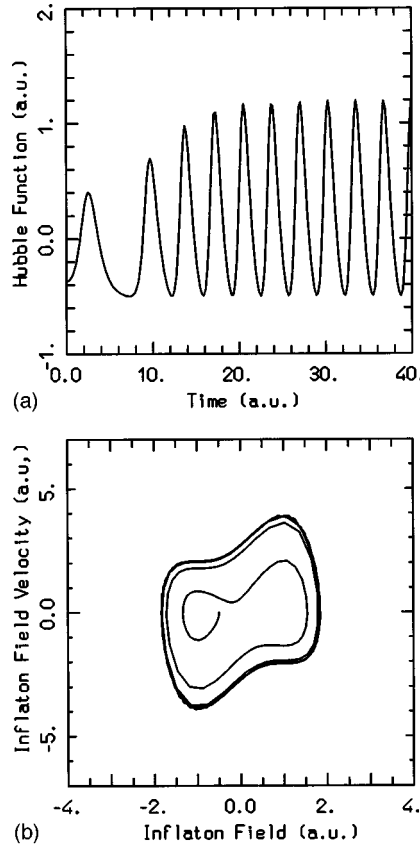 2.
1.
0.0
-1.
Hubble Function (a.u.)
0.0 10. 20. 30. 40.
(a) Time (a.u.)
5.
0.0
-5.
Inflaton Field Velocity (a.u,)
-4. -2. 0.0 2. 4.
(b) Inflaton Field (a.u.)